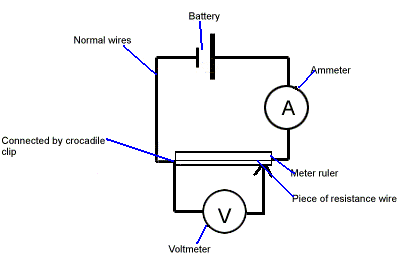 Battery
Normal wires
Ammeter
A
Connected by crocadile
clip
Meter ruler
Piece of resistance wire
V
Voltmeter